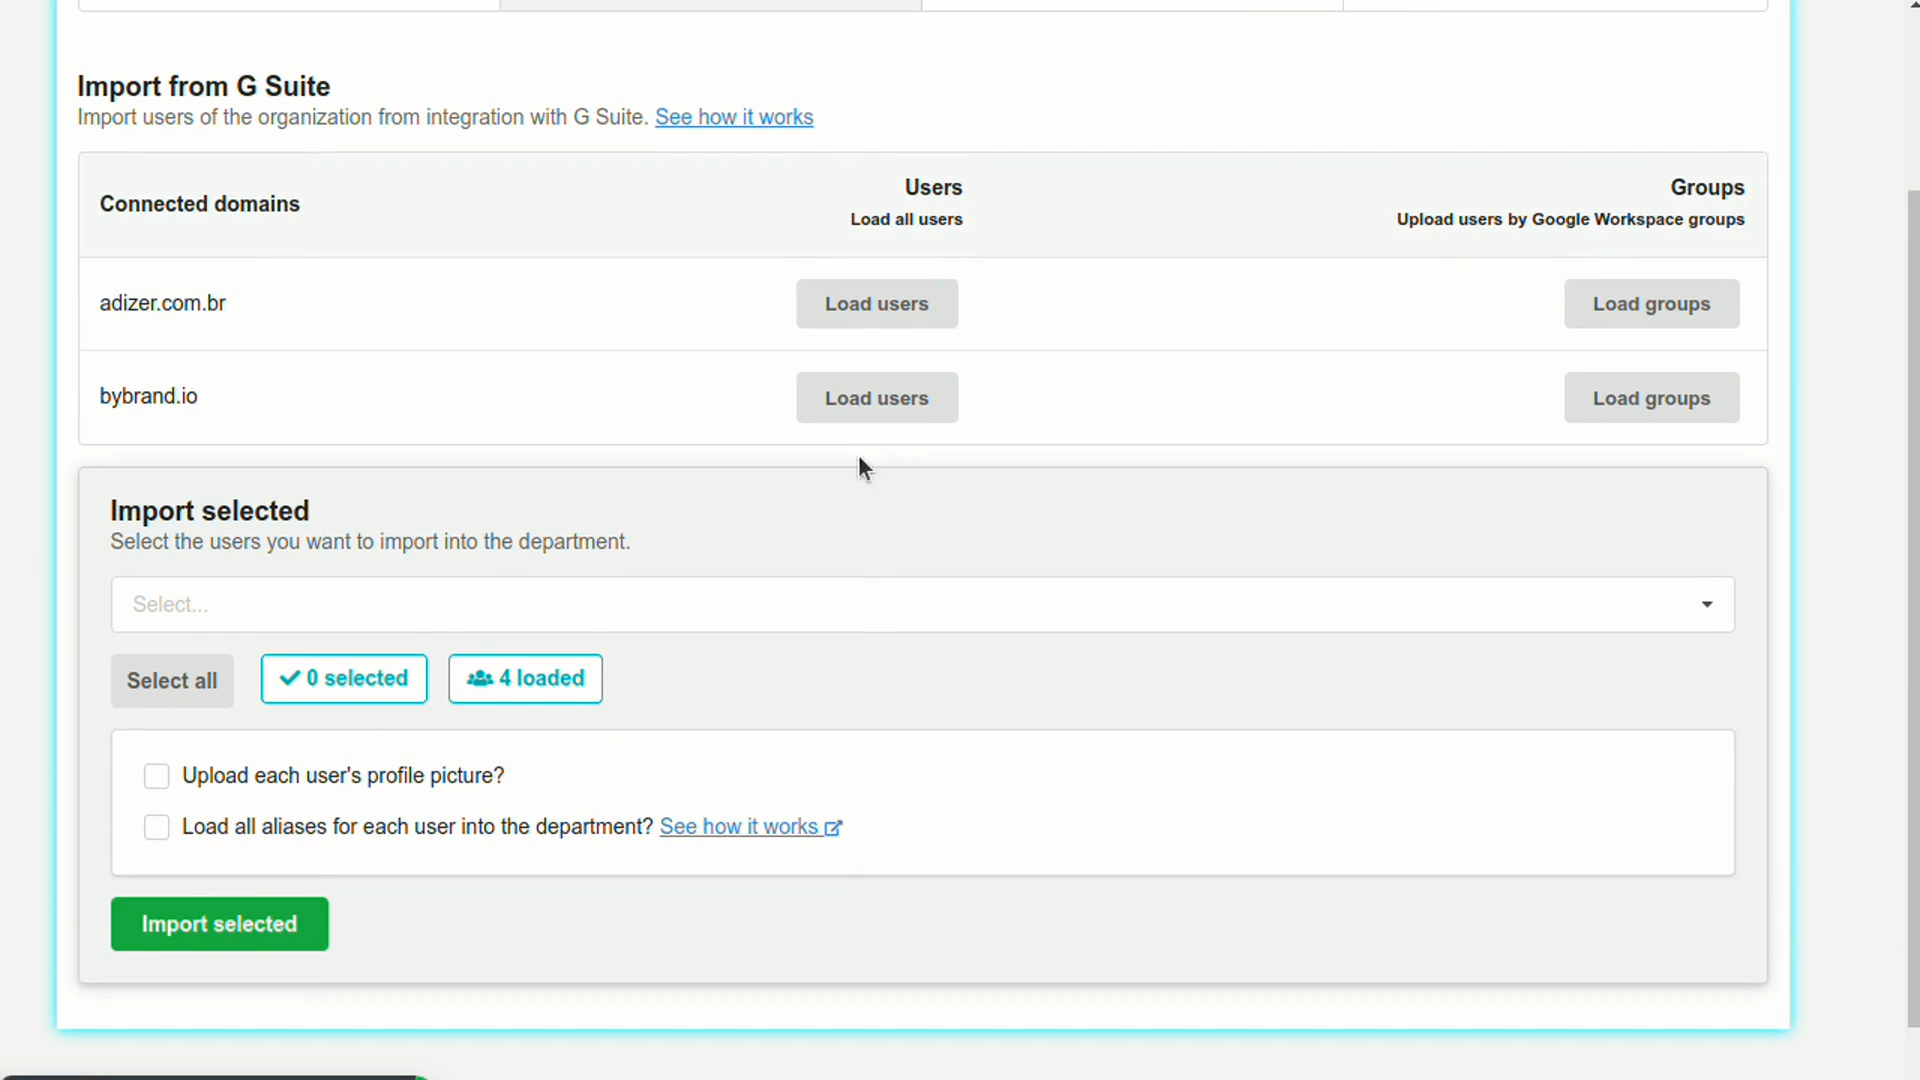 Import from G Suite
Import users of the organization from integration with G Suite. See how it works
Connected domains
Users
Load all users
Groups
Upload users by Google Workspace groups
adizer.com.br
Load users
Load groups
bybrand.io
Load users
Load groups
Import selected
Select the users you want to import into the department.
Select...
Select all
0 selected
4 loaded
Upload each user's profile picture?
Load all aliases for each user into the department? See how it works
Import selected